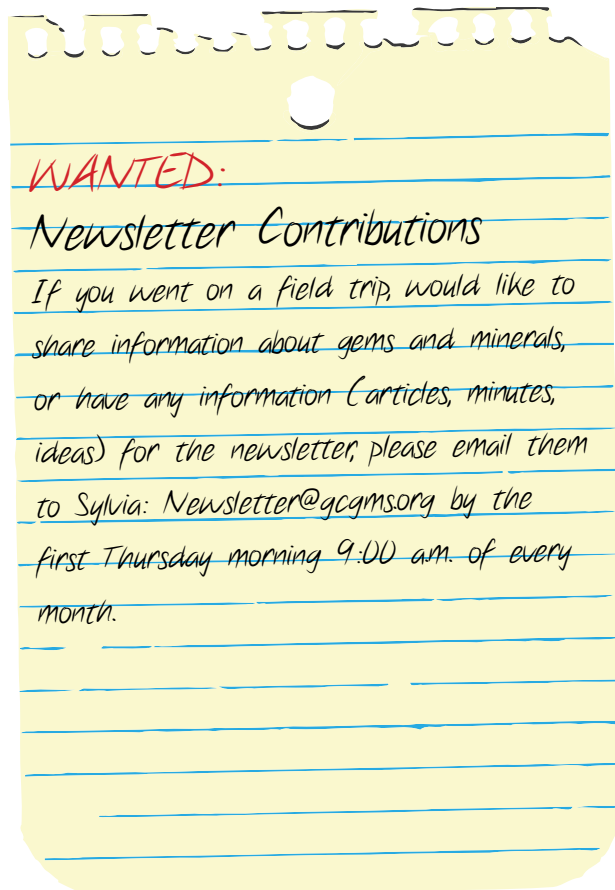 WANTED:
Newsletter Contributions
If you went on a field trip, would like to
share information about gems and minerals,
or have any information (articles, minutes,
ideas) for the newsletter, please email them
to Sylvia: Newsletter@gcgms.org by the
first Thursday morning 9:00 a.m. of every
month.